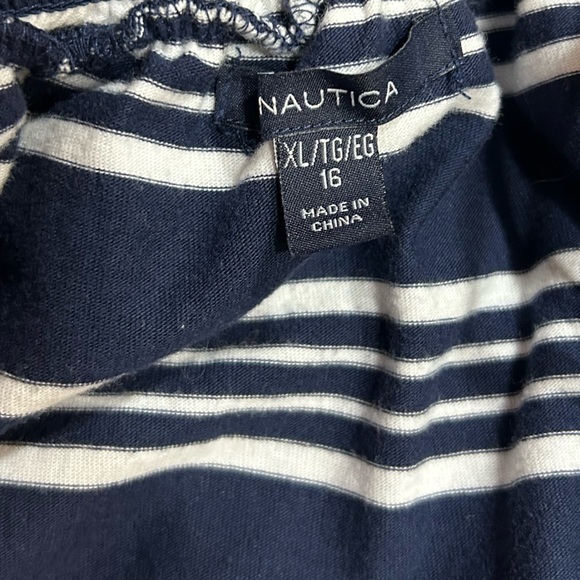 NAUTICA
XL/TG/EG
16
MADE IN
CHINA